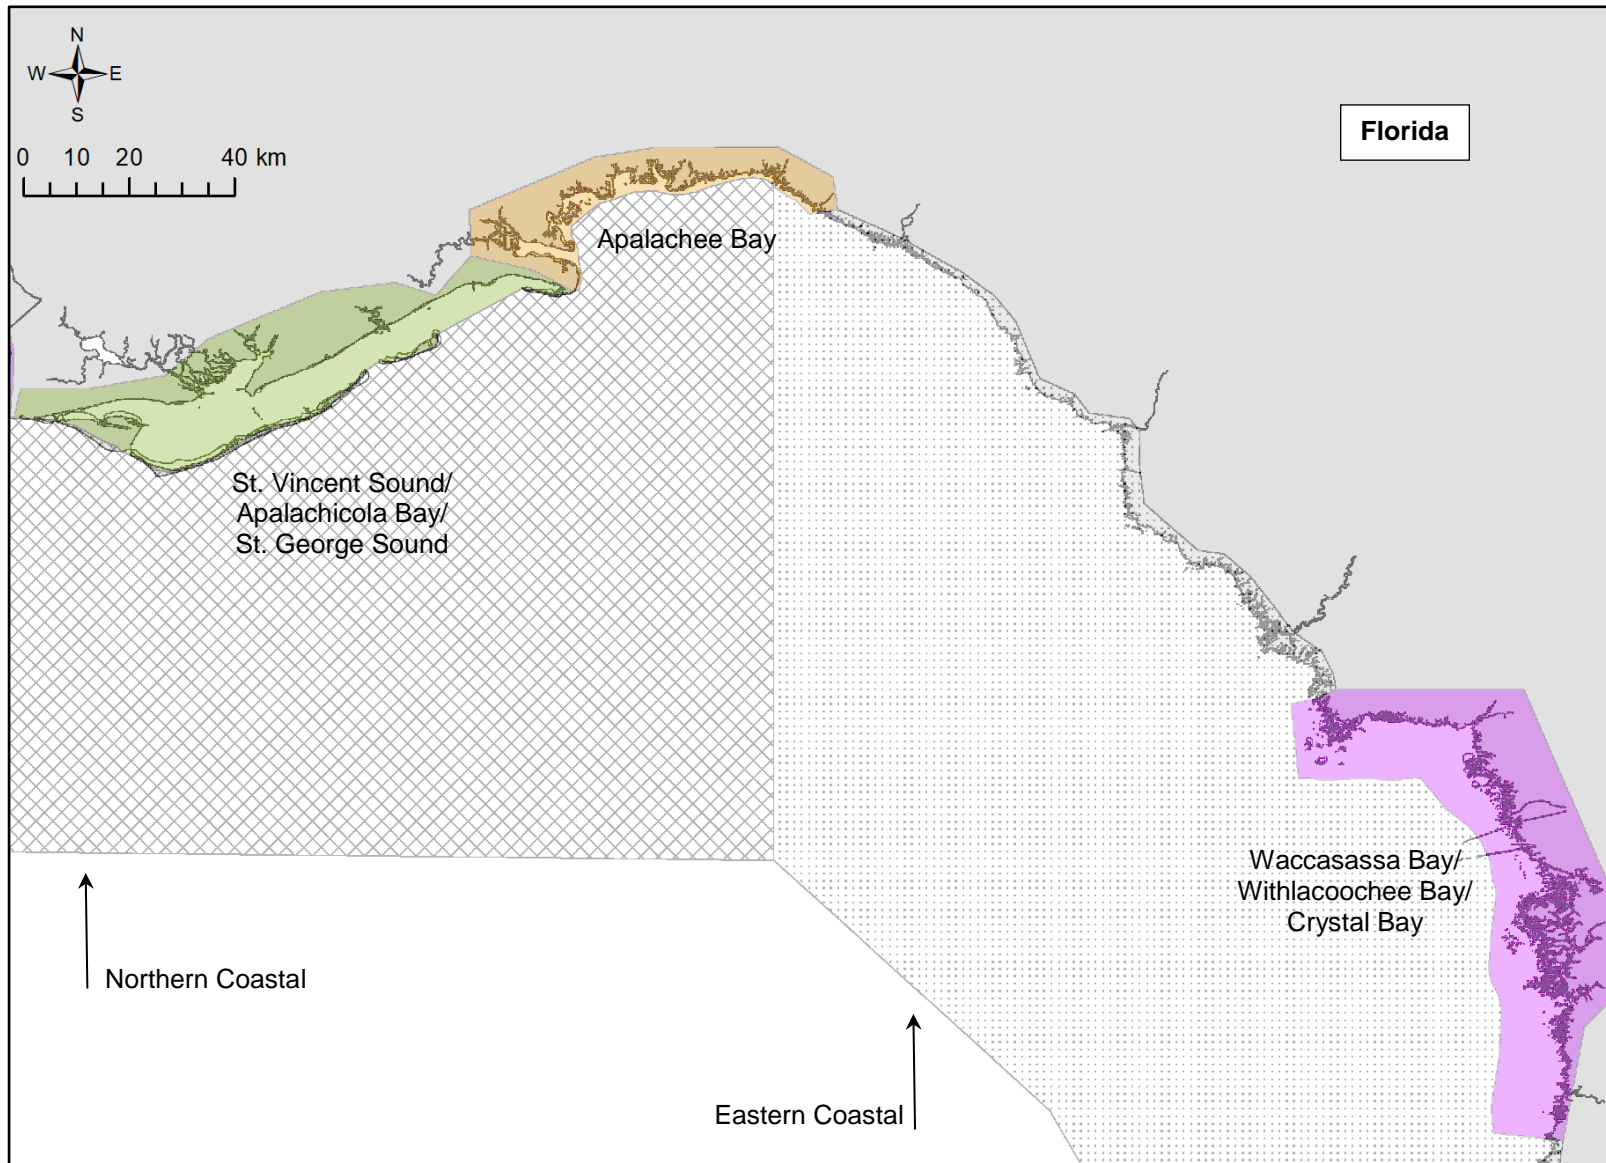 N
W E
S
0 10 20 40 km
Florida
Apalachee Bay
St. Vincent Sound/
Apalachicola Bay/
St. George Sound
Waccasassa Bay/
Withlacoochee Bay/
Crystal Bay
Northern Coastal
Eastern Coastal